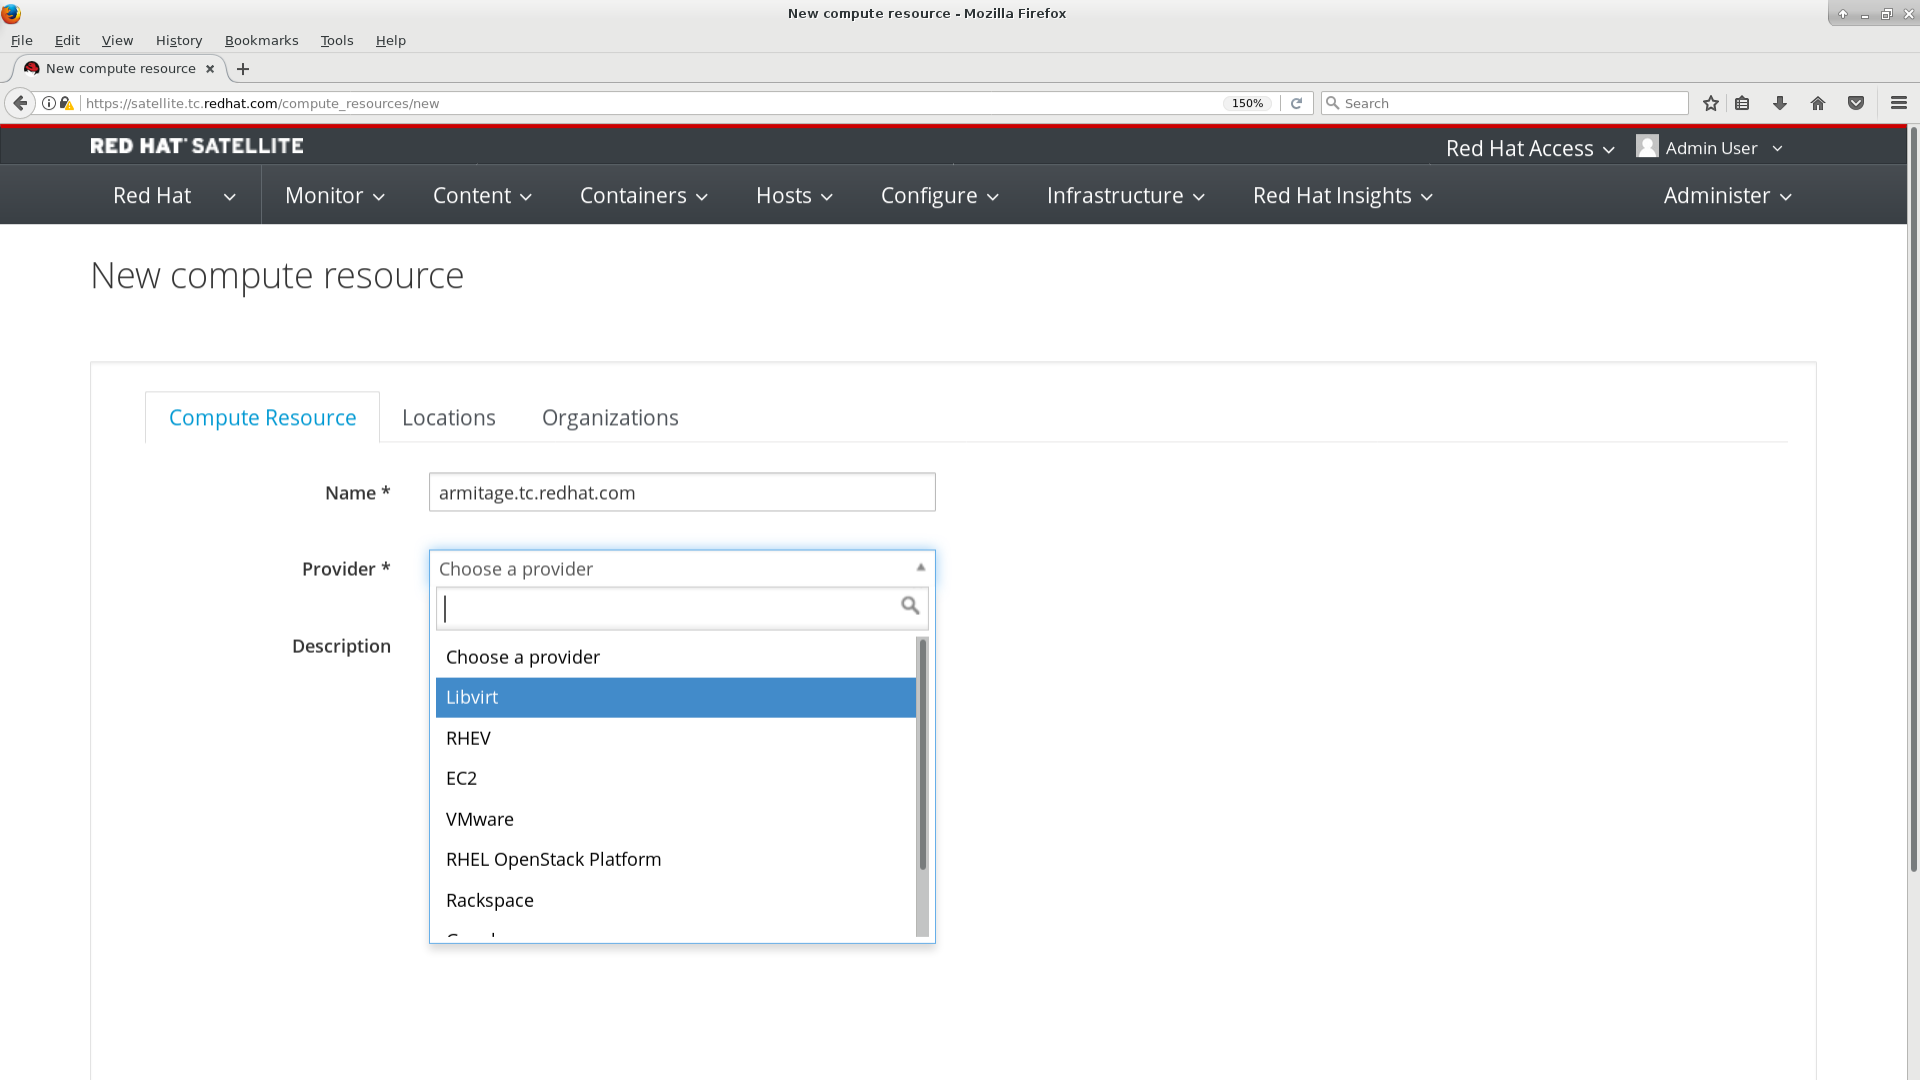 New compute resource - Mozilla Firefox
File Edit View History Bookmarks Tools Help
New compute resource
https://satellite.tc.redhat.com/compute_resources/new 150% Search
RED HAT SATELLITE Red Hat Access Admin User
Red Hat Monitor Content Containers Hosts Configure Infrastructure Red Hat Insights Administer
New compute resource
Compute Resource Locations Organizations
Name * armitage.tc.redhat.com
Provider * Choose a provider
Description
Choose a provider
Libvirt
RHEV
EC2
VMware
RHEL OpenStack Platform
Rackspace